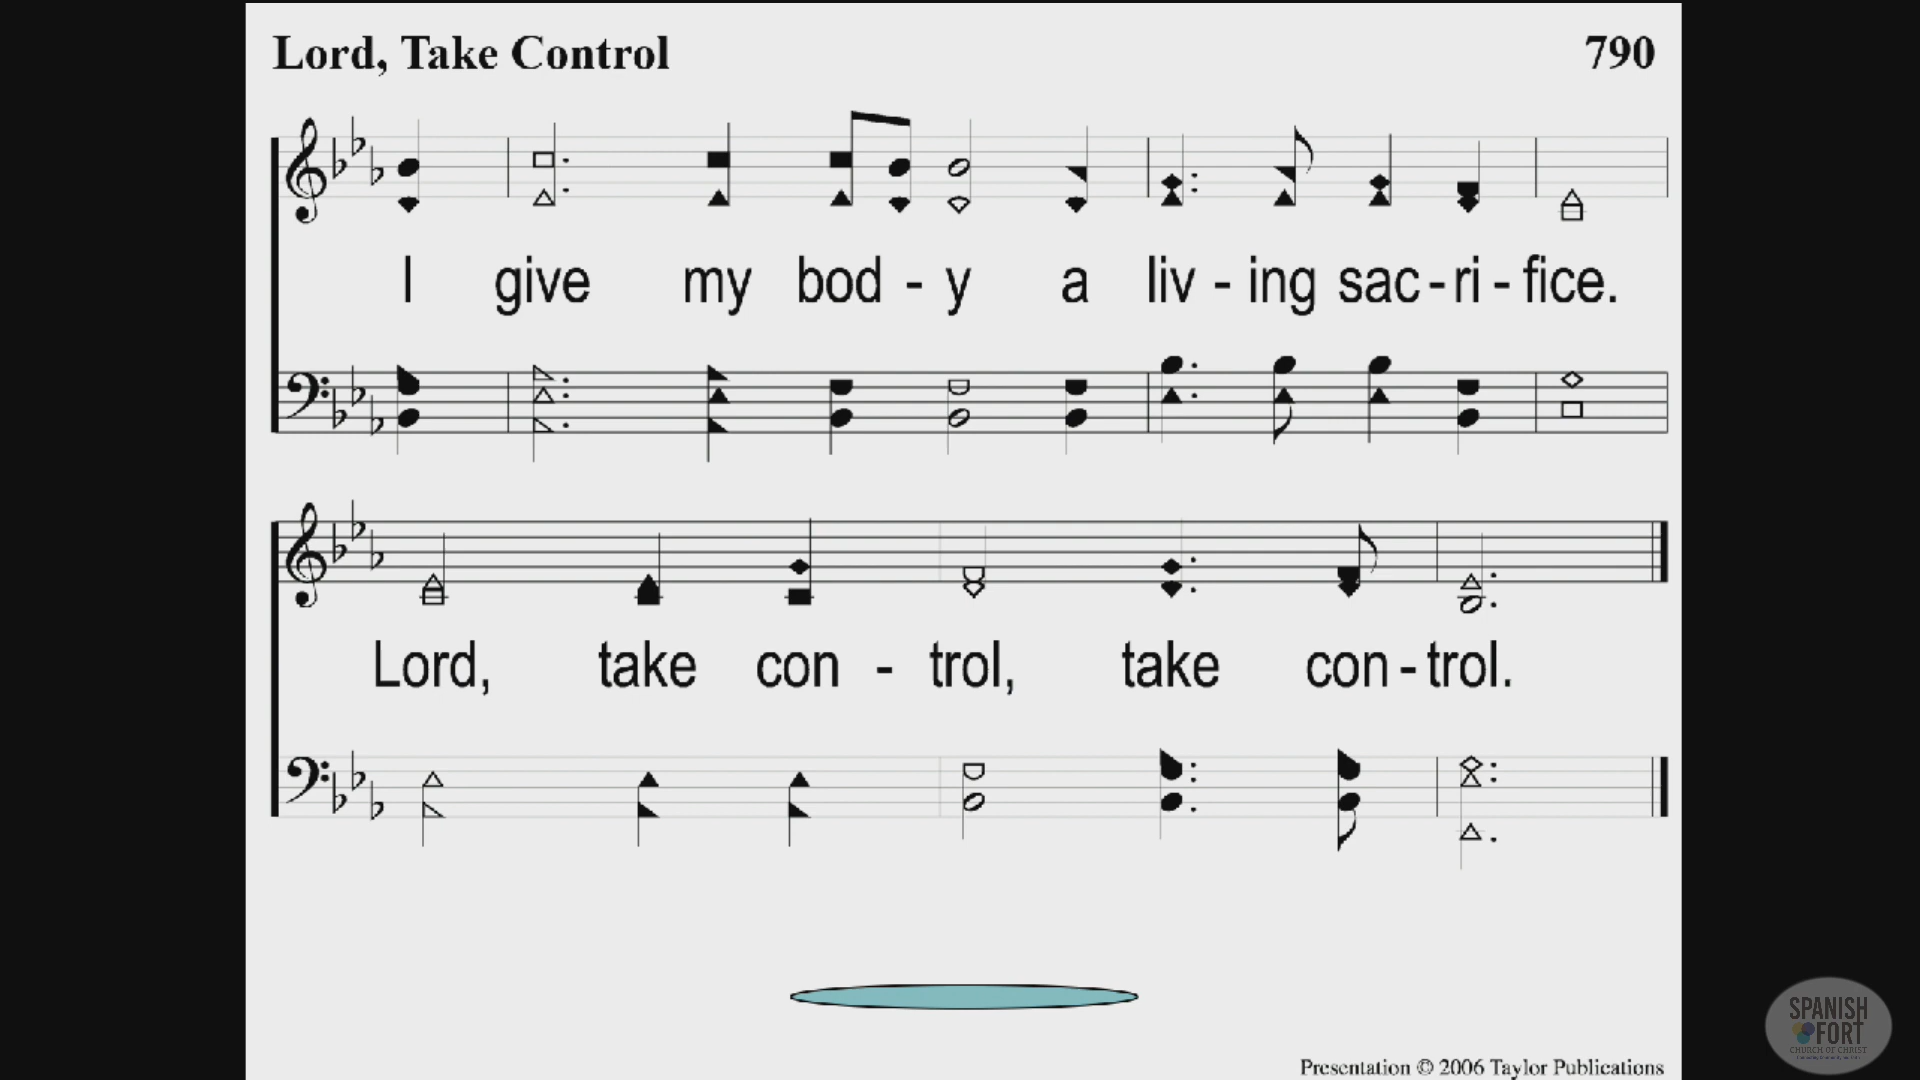 Lord, Take Control 790
I give my bod - y a liv - ing sac - ri - fice.
Lord, take con - trol, take con - trol.
SPANISH
FORT
CHURCH OF CHRIST
Presentation © 2006 Taylor Publications